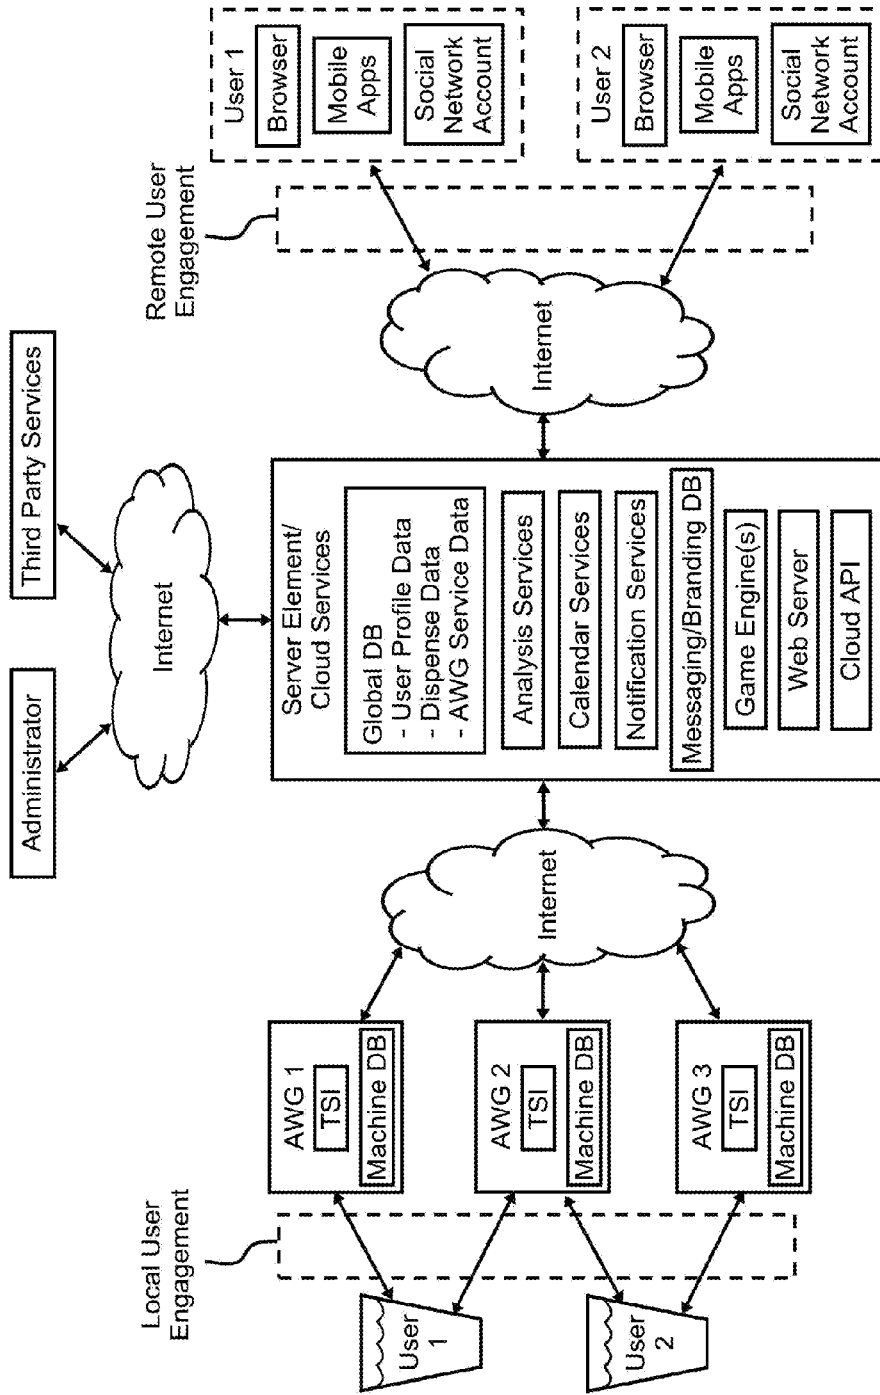 Administrator
Third Party Services
Internet
Local User
Engagement
Remote User
Engagement
User
1
User
2
AWG 1
TSI
Machine DB
AWG 2
TSI
Machine DB
AWG 3
TSI
Machine DB
Internet
Server Element/
Cloud Services
Global DB
- User Profile Data
- Dispense Data
- AWG Service Data
Analysis Services
Calendar Services
Notification Services
Messaging/Branding DB
Game Engine(s)
Web Server
Cloud API
Internet
User 1
Browser
Mobile
Apps
Social
Network
Account
User 2
Browser
Mobile
Apps
Social
Network
Account